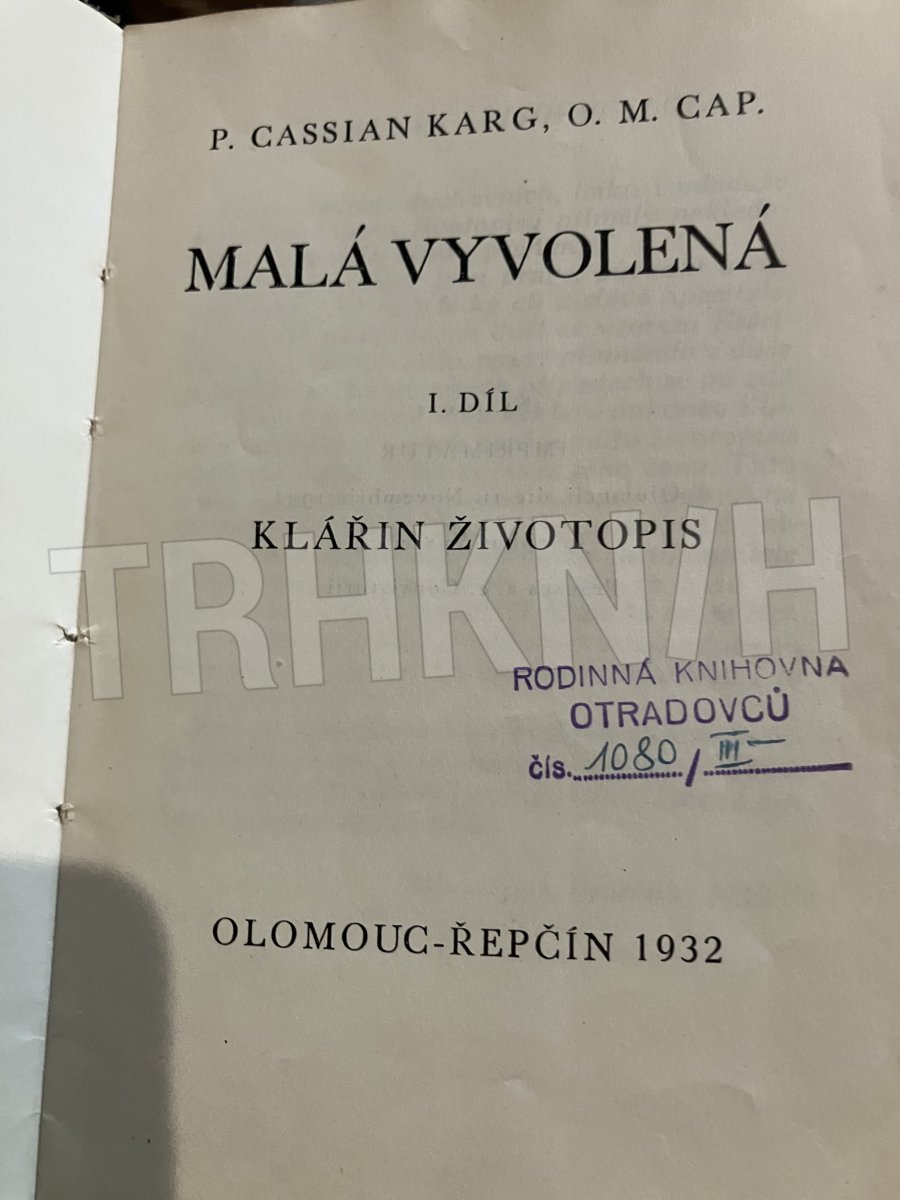 P. CASSIAN KARG, O. M. CAP.
MALÁ VYVOLENÁ
I. DÍL
KLÁŘIN ŽIVOTOPIS
TRHKNIH
RODINNÁ KNIHOVNA
OTRADOVCŮ
čís. 1080 / III —
OLOMOUC-ŘEPČÍN 1932